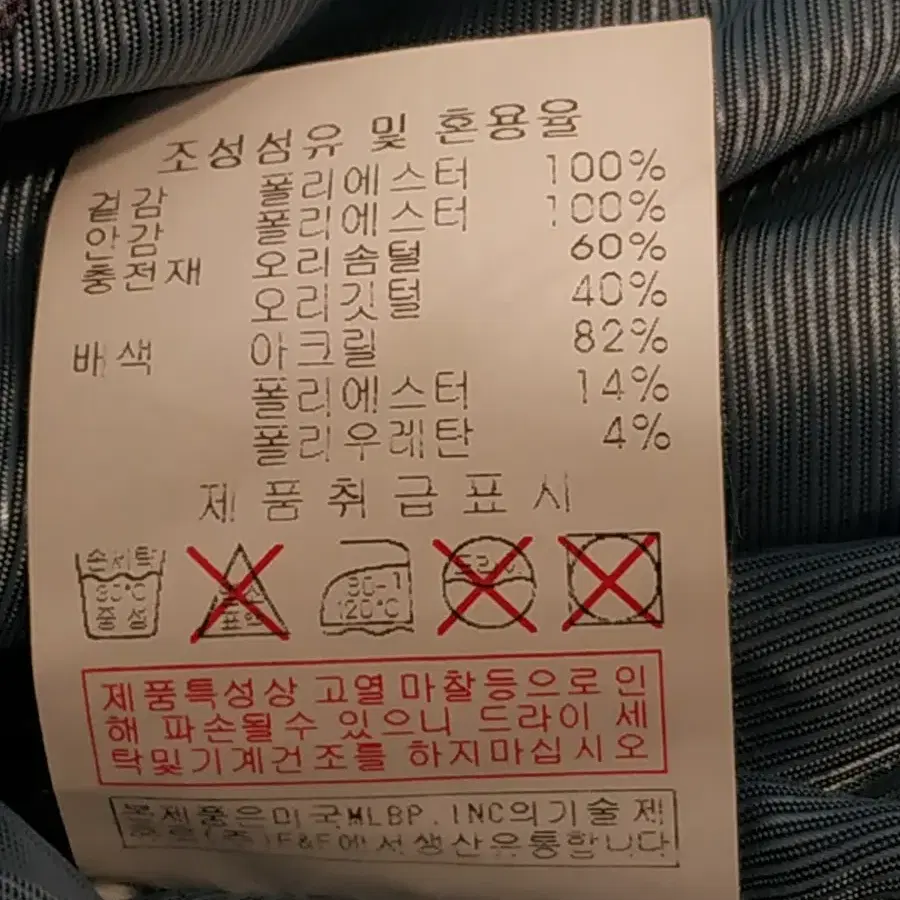 조성섬유 및 혼용율
겉감 폴리에스터 100%
안감 폴리에스터 100%
충전재 오리솜털 60%
오리깃털 40%
배색 아크릴 82%
폴리에스터 14%
폴리우레탄 4%
제품취급표시
손세탁 30°C 중성
표백
80-120°C
드라이
제품특성상 고열 마찰등으로 인
해 파손될수 있으니 드라이 세
탁및기계건조를 하지마십시오
본제품은미국MLBP.INC의기술제
휴로(주)F&F에서생산유통합니다